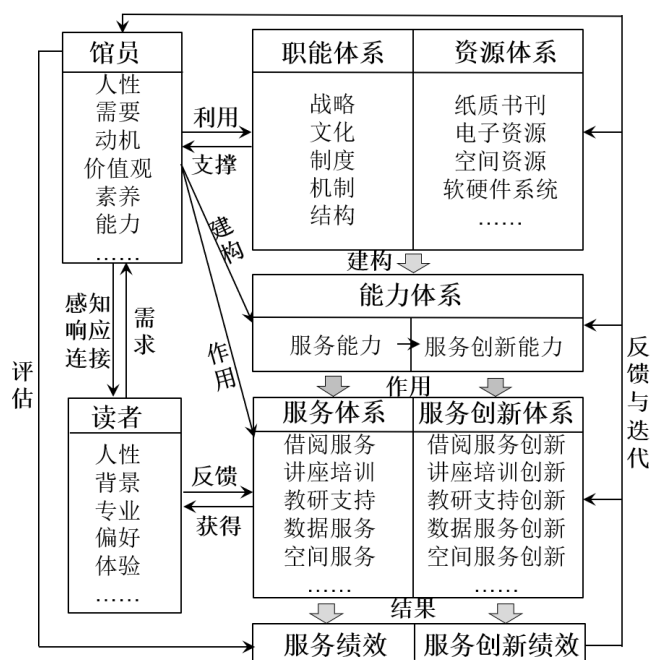 馆员
人性
需要
动机
价值观
素养
能力
……
利用
支撑
职能体系
战略
文化
制度
机制
结构
资源体系
纸质书刊
电子资源
空间资源
软硬件系统
……
建构
建构
能力体系
服务能力
服务创新能力
感知
响应
连接
需求
作用
作用
评估
反馈与迭代
读者
人性
背景
专业
偏好
体验
……
反馈
获得
服务体系
借阅服务
讲座培训
教研支持
数据服务
空间服务
……
服务创新体系
借阅服务创新
讲座培训创新
教研支持创新
数据服务创新
空间服务创新
……
结果
服务绩效
服务创新绩效